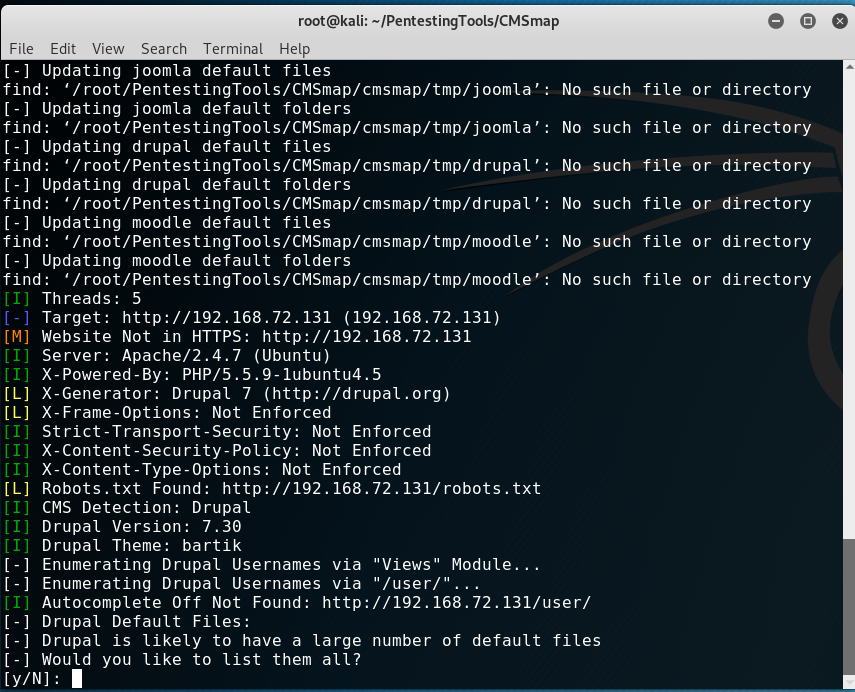 root@kali: ~/PentestingTools/CMSmap
File Edit View Search Terminal Help
[-] Updating joomla default files
find: ‘/root/PentestingTools/CMSmap/cmsmap/tmp/joomla’: No such file or directory
[-] Updating joomla default folders
find: ‘/root/PentestingTools/CMSmap/cmsmap/tmp/joomla’: No such file or directory
[-] Updating drupal default files
find: ‘/root/PentestingTools/CMSmap/cmsmap/tmp/drupal’: No such file or directory
[-] Updating drupal default folders
find: ‘/root/PentestingTools/CMSmap/cmsmap/tmp/drupal’: No such file or directory
[-] Updating moodle default files
find: ‘/root/PentestingTools/CMSmap/cmsmap/tmp/moodle’: No such file or directory
[-] Updating moodle default folders
find: ‘/root/PentestingTools/CMSmap/cmsmap/tmp/moodle’: No such file or directory
[I] Threads: 5
[-] Target: http://192.168.72.131 (192.168.72.131)
[M] Website Not in HTTPS: http://192.168.72.131
[I] Server: Apache/2.4.7 (Ubuntu)
[I] X-Powered-By: PHP/5.5.9-1ubuntu4.5
[L] X-Generator: Drupal 7 (http://drupal.org)
[L] X-Frame-Options: Not Enforced
[I] Strict-Transport-Security: Not Enforced
[I] X-Content-Security-Policy: Not Enforced
[I] X-Content-Type-Options: Not Enforced
[L] Robots.txt Found: http://192.168.72.131/robots.txt
[I] CMS Detection: Drupal
[I] Drupal Version: 7.30
[I] Drupal Theme: bartik
[-] Enumerating Drupal Usernames via "Views" Module...
[-] Enumerating Drupal Usernames via "/user/"...
[I] Autocomplete Off Not Found: http://192.168.72.131/user/
[-] Drupal Default Files:
[-] Drupal is likely to have a large number of default files
[-] Would you like to list them all?
[y/N]: